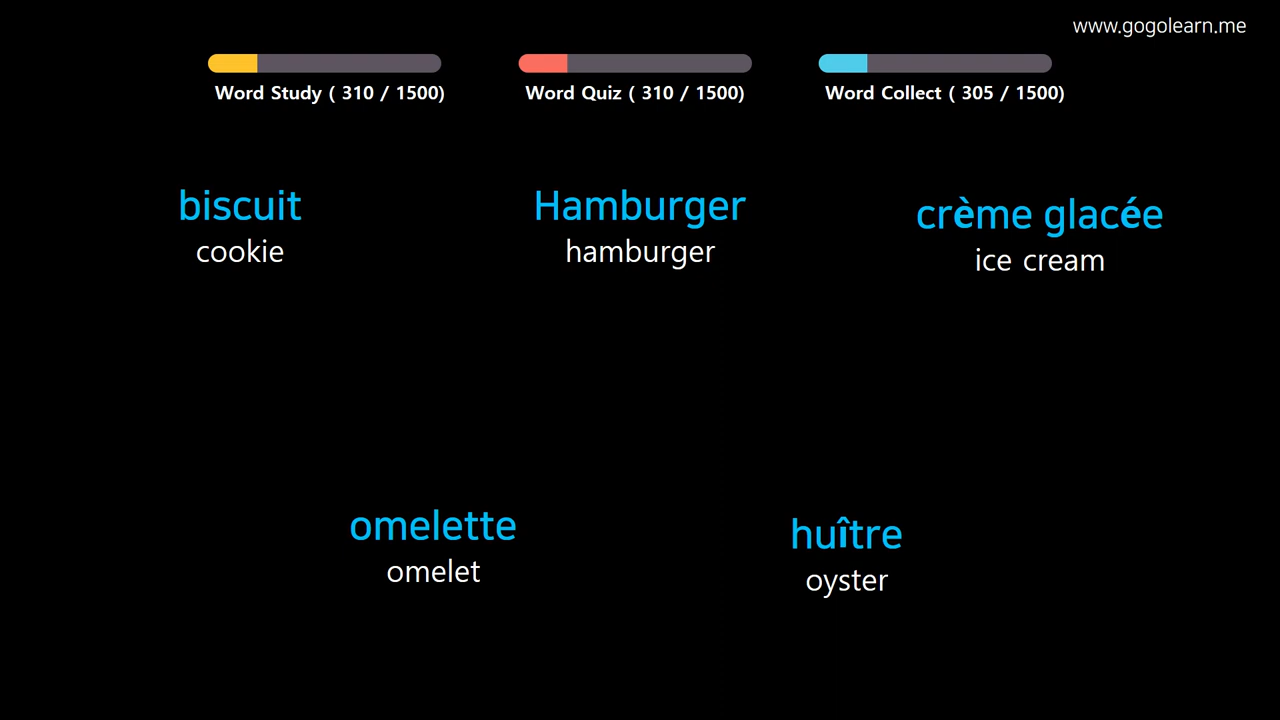 www.gogolearn.me
Word Study ( 310 / 1500)
Word Quiz ( 310 / 1500)
Word Collect ( 305 / 1500)
biscuit
cookie
Hamburger
hamburger
crème glacée
ice cream
omelette
omelet
huître
oyster